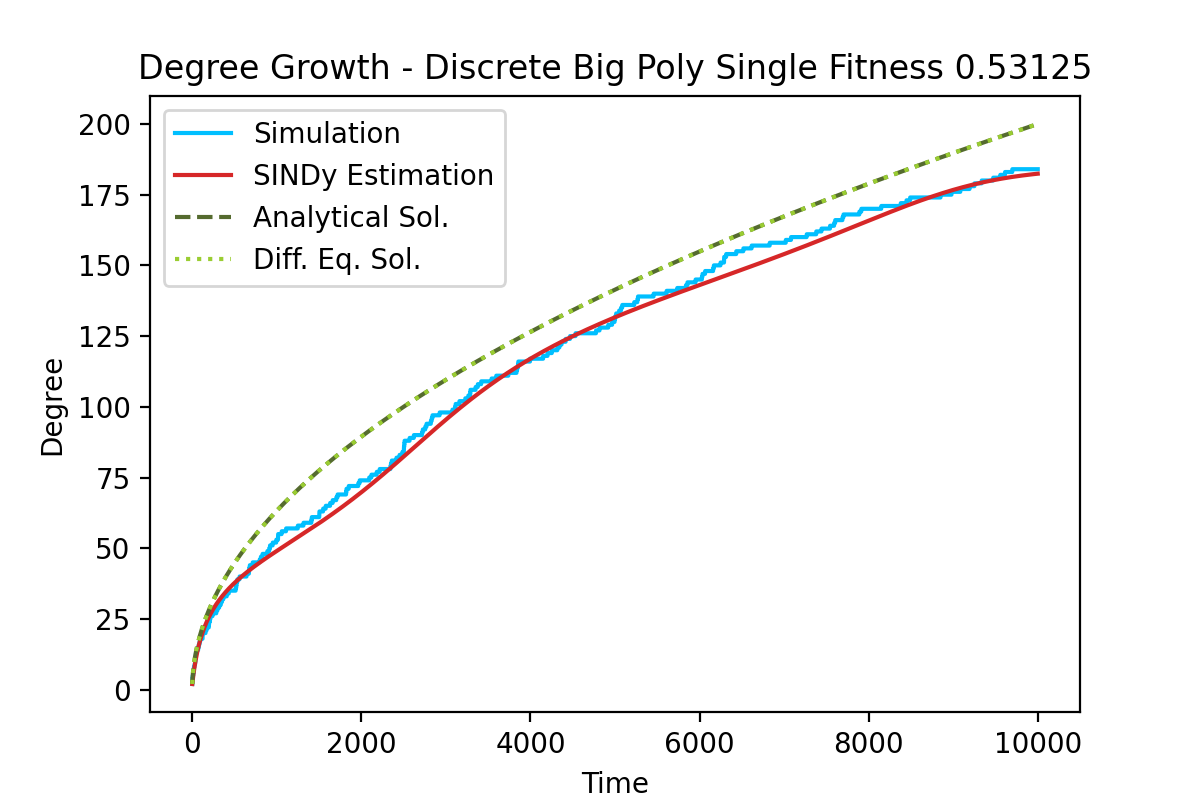 Degree Growth - Discrete Big Poly Single Fitness 0.53125
Simulation
SINDy Estimation
Analytical Sol.
Diff. Eq. Sol.
200
175
150
125
100
75
50
25
0
Degree
0 2000 4000 6000 8000 10000
Time